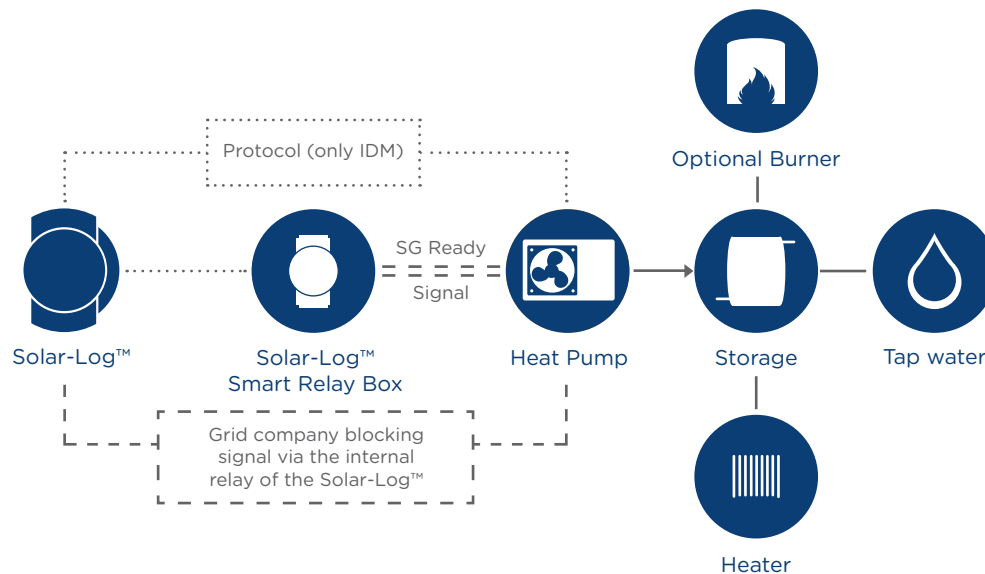 Optional Burner
Protocol (only IDM)
SG Ready
Signal
Solar-Log™
Solar-Log™
Smart Relay Box
Heat Pump
Storage
Tap water
Grid company blocking
signal via the internal
relay of the Solar-Log™
Heater